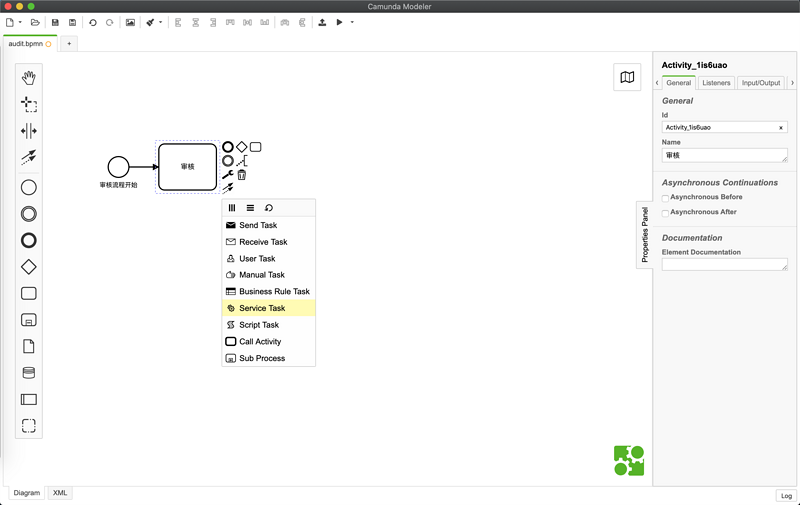 Camunda Modeler
audit.bpmn
+
审核流程开始
审核
Send Task
Receive Task
User Task
Manual Task
Business Rule Task
Service Task
Script Task
Call Activity
Sub Process
Properties Panel
Activity_1is6uao
General
Listeners
Input/Output
General
Id
Activity_1is6uao
x
Name
审核
Asynchronous Continuations
Asynchronous Before
Asynchronous After
Documentation
Element Documentation
Diagram
XML
Log